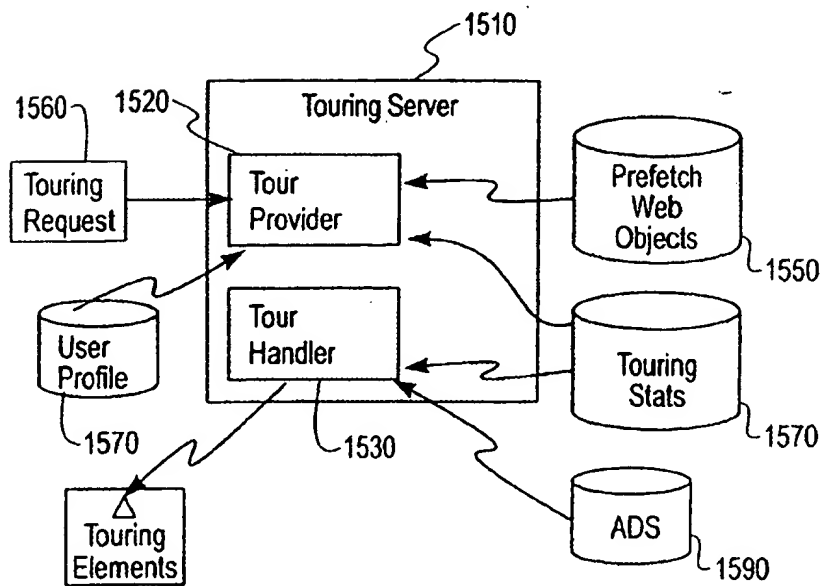 1510
1560
1520
Touring Server
Touring
Request
Tour
Provider
Prefetch
Web
Objects
1550
User
Profile
1570
Tour
Handler
1530
Touring
Stats
1570
Touring
Elements
ADS
1590